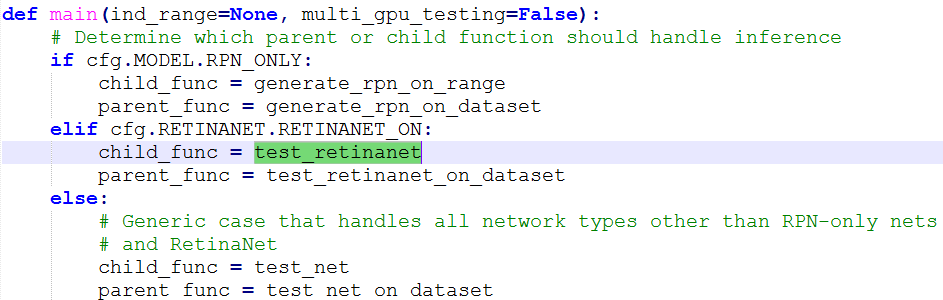 def main(ind_range=None, multi_gpu_testing=False):
    # Determine which parent or child function should handle inference
    if cfg.MODEL.RPN_ONLY:
        child_func = generate_rpn_on_range
        parent_func = generate_rpn_on_dataset
    elif cfg.RETINANET.RETINANET_ON:
        child_func = test_retinanet
        parent_func = test_retinanet_on_dataset
    else:
        # Generic case that handles all network types other than RPN-only nets
        # and RetinaNet
        child_func = test_net
        parent_func = test_net_on_dataset